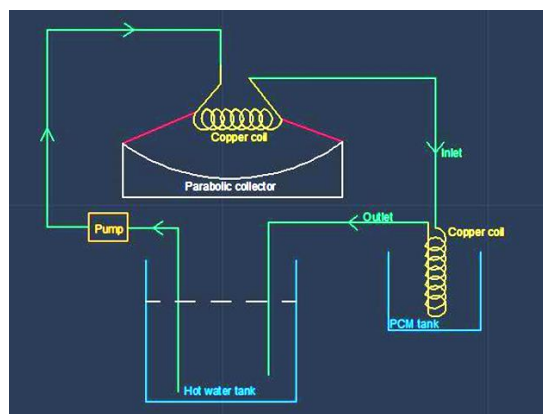 Copper coil
Parabolic collector
Inlet
Outlet
Copper coil
Pump
PCM tank
Hot water tank